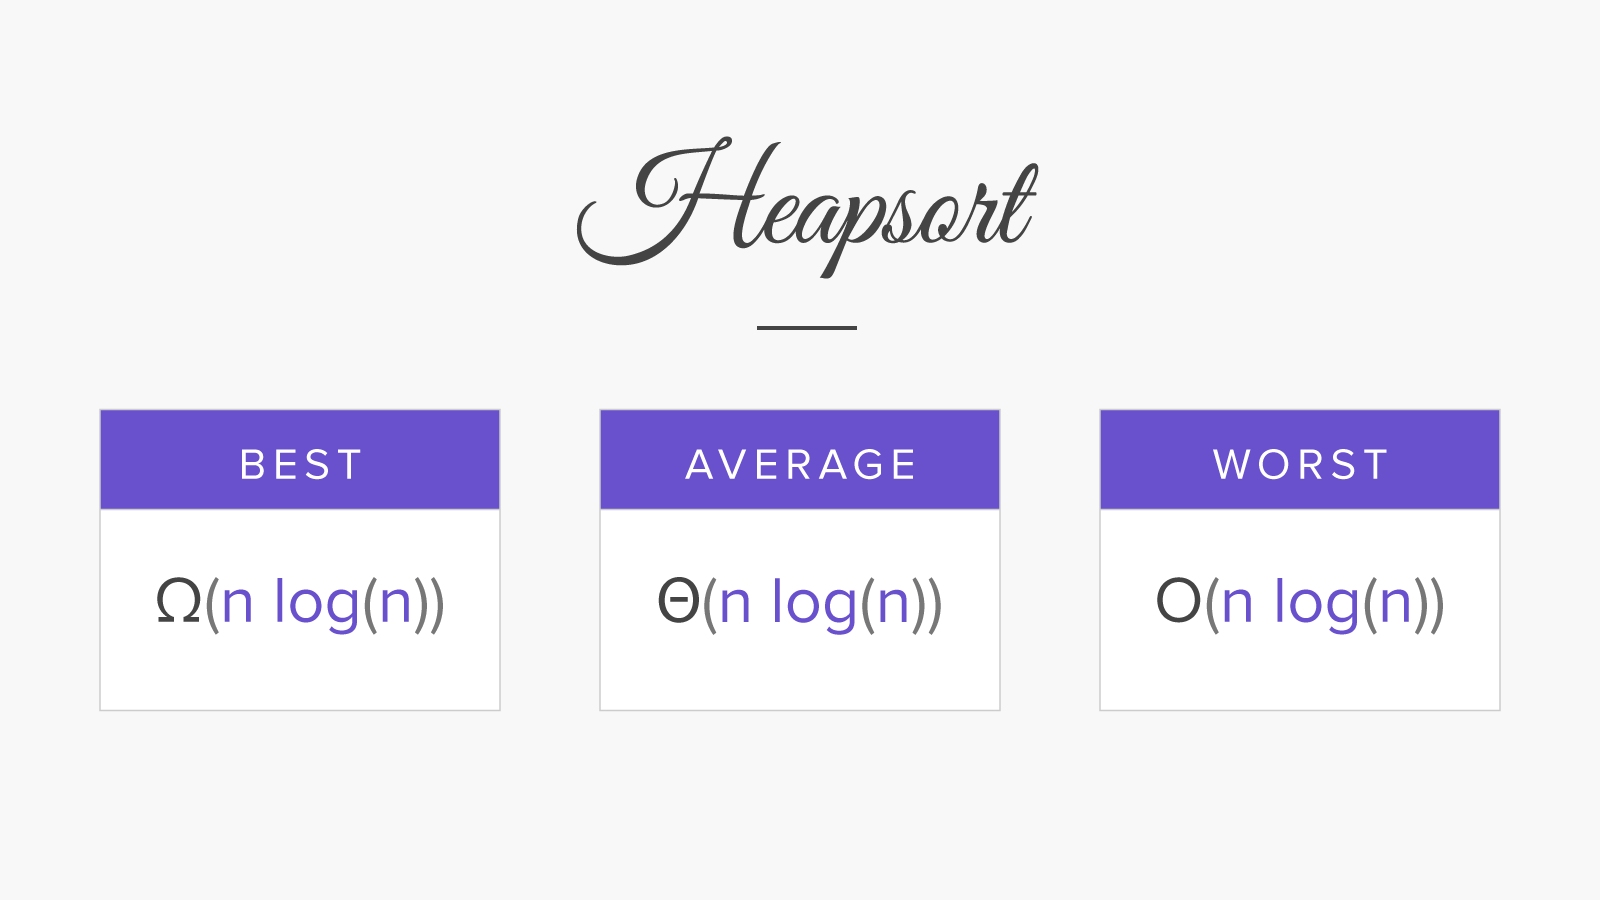 Heapsort
BEST
Ω(n log(n))
AVERAGE
Θ(n log(n))
WORST
O(n log(n))